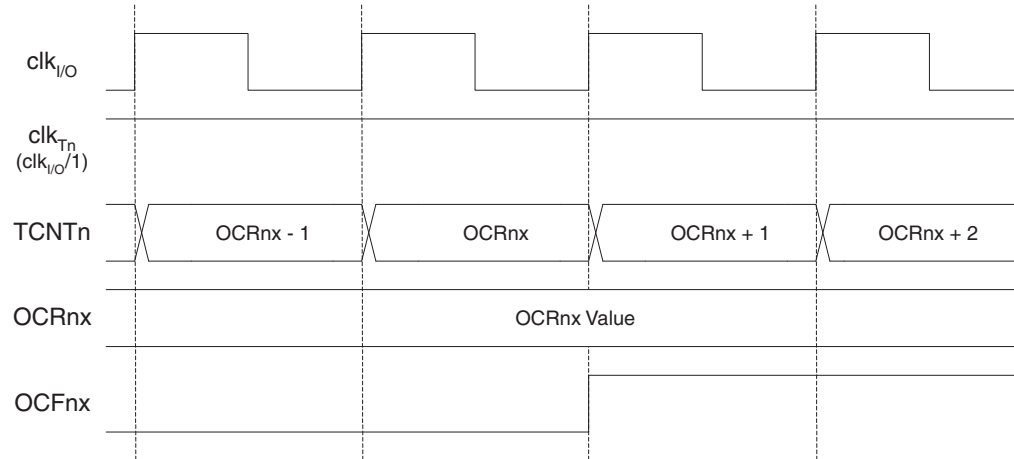 clkI/O
clkTn
(clkI/O/1)
TCNTn OCRnx - 1 OCRnx OCRnx + 1 OCRnx + 2
OCRnx OCRnx Value
OCFnx